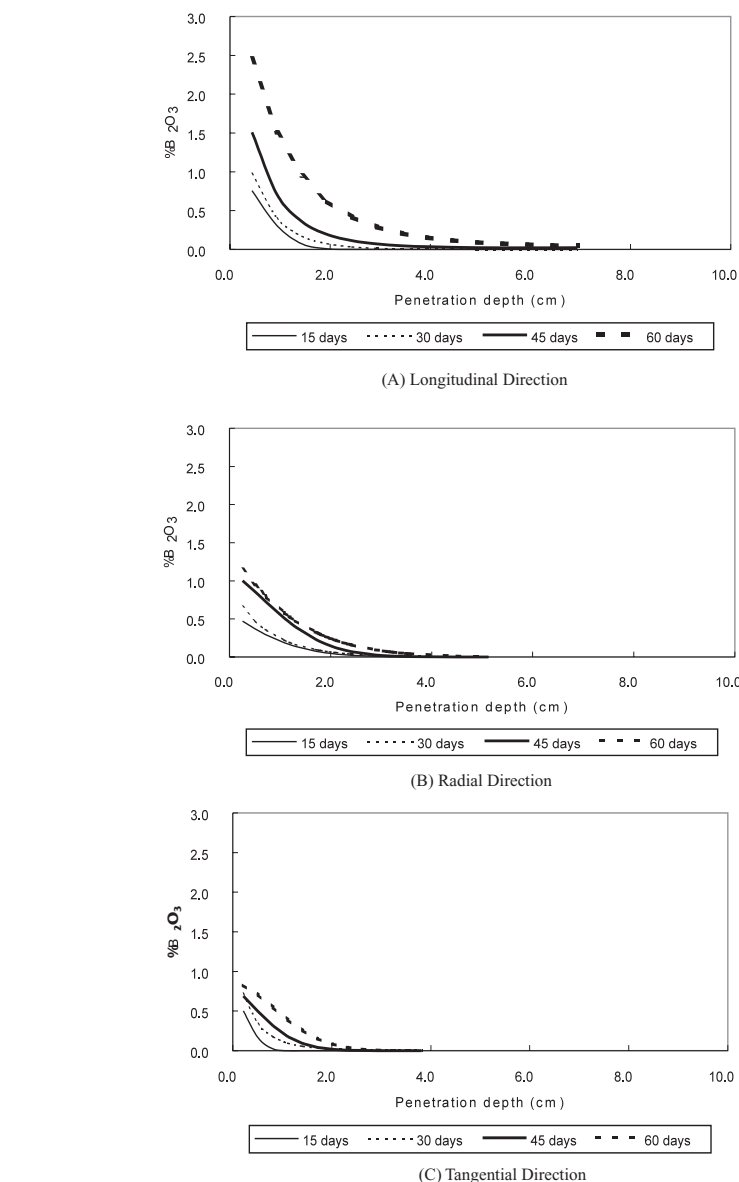 3.0
2.5
2.0
1.5
1.0
0.5
0.0
%B 2O3
0.0 2.0 4.0 6.0 8.0 10.0
Penetration depth (cm)
15 days 30 days 45 days 60 days
(A) Longitudinal Direction
3.0
2.5
2.0
1.5
1.0
0.5
0.0
%B 2O3
0.0 2.0 4.0 6.0 8.0 10.0
Penetration depth (cm)
15 days 30 days 45 days 60 days
(B) Radial Direction
3.0
2.5
2.0
1.5
1.0
0.5
0.0
%B 2O3
0.0 2.0 4.0 6.0 8.0 10.0
Penetration depth (cm)
15 days 30 days 45 days 60 days
(C) Tangential Direction